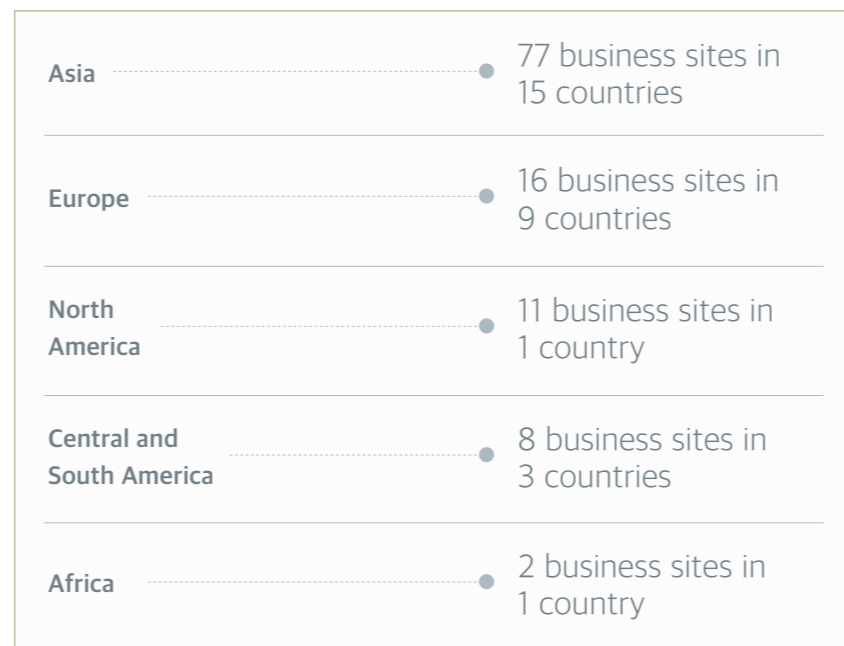 Asia
77 business sites in
15 countries
Europe
16 business sites in
9 countries
North
America
11 business sites in
1 country
Central and
South America
8 business sites in
3 countries
Africa
2 business sites in
1 country